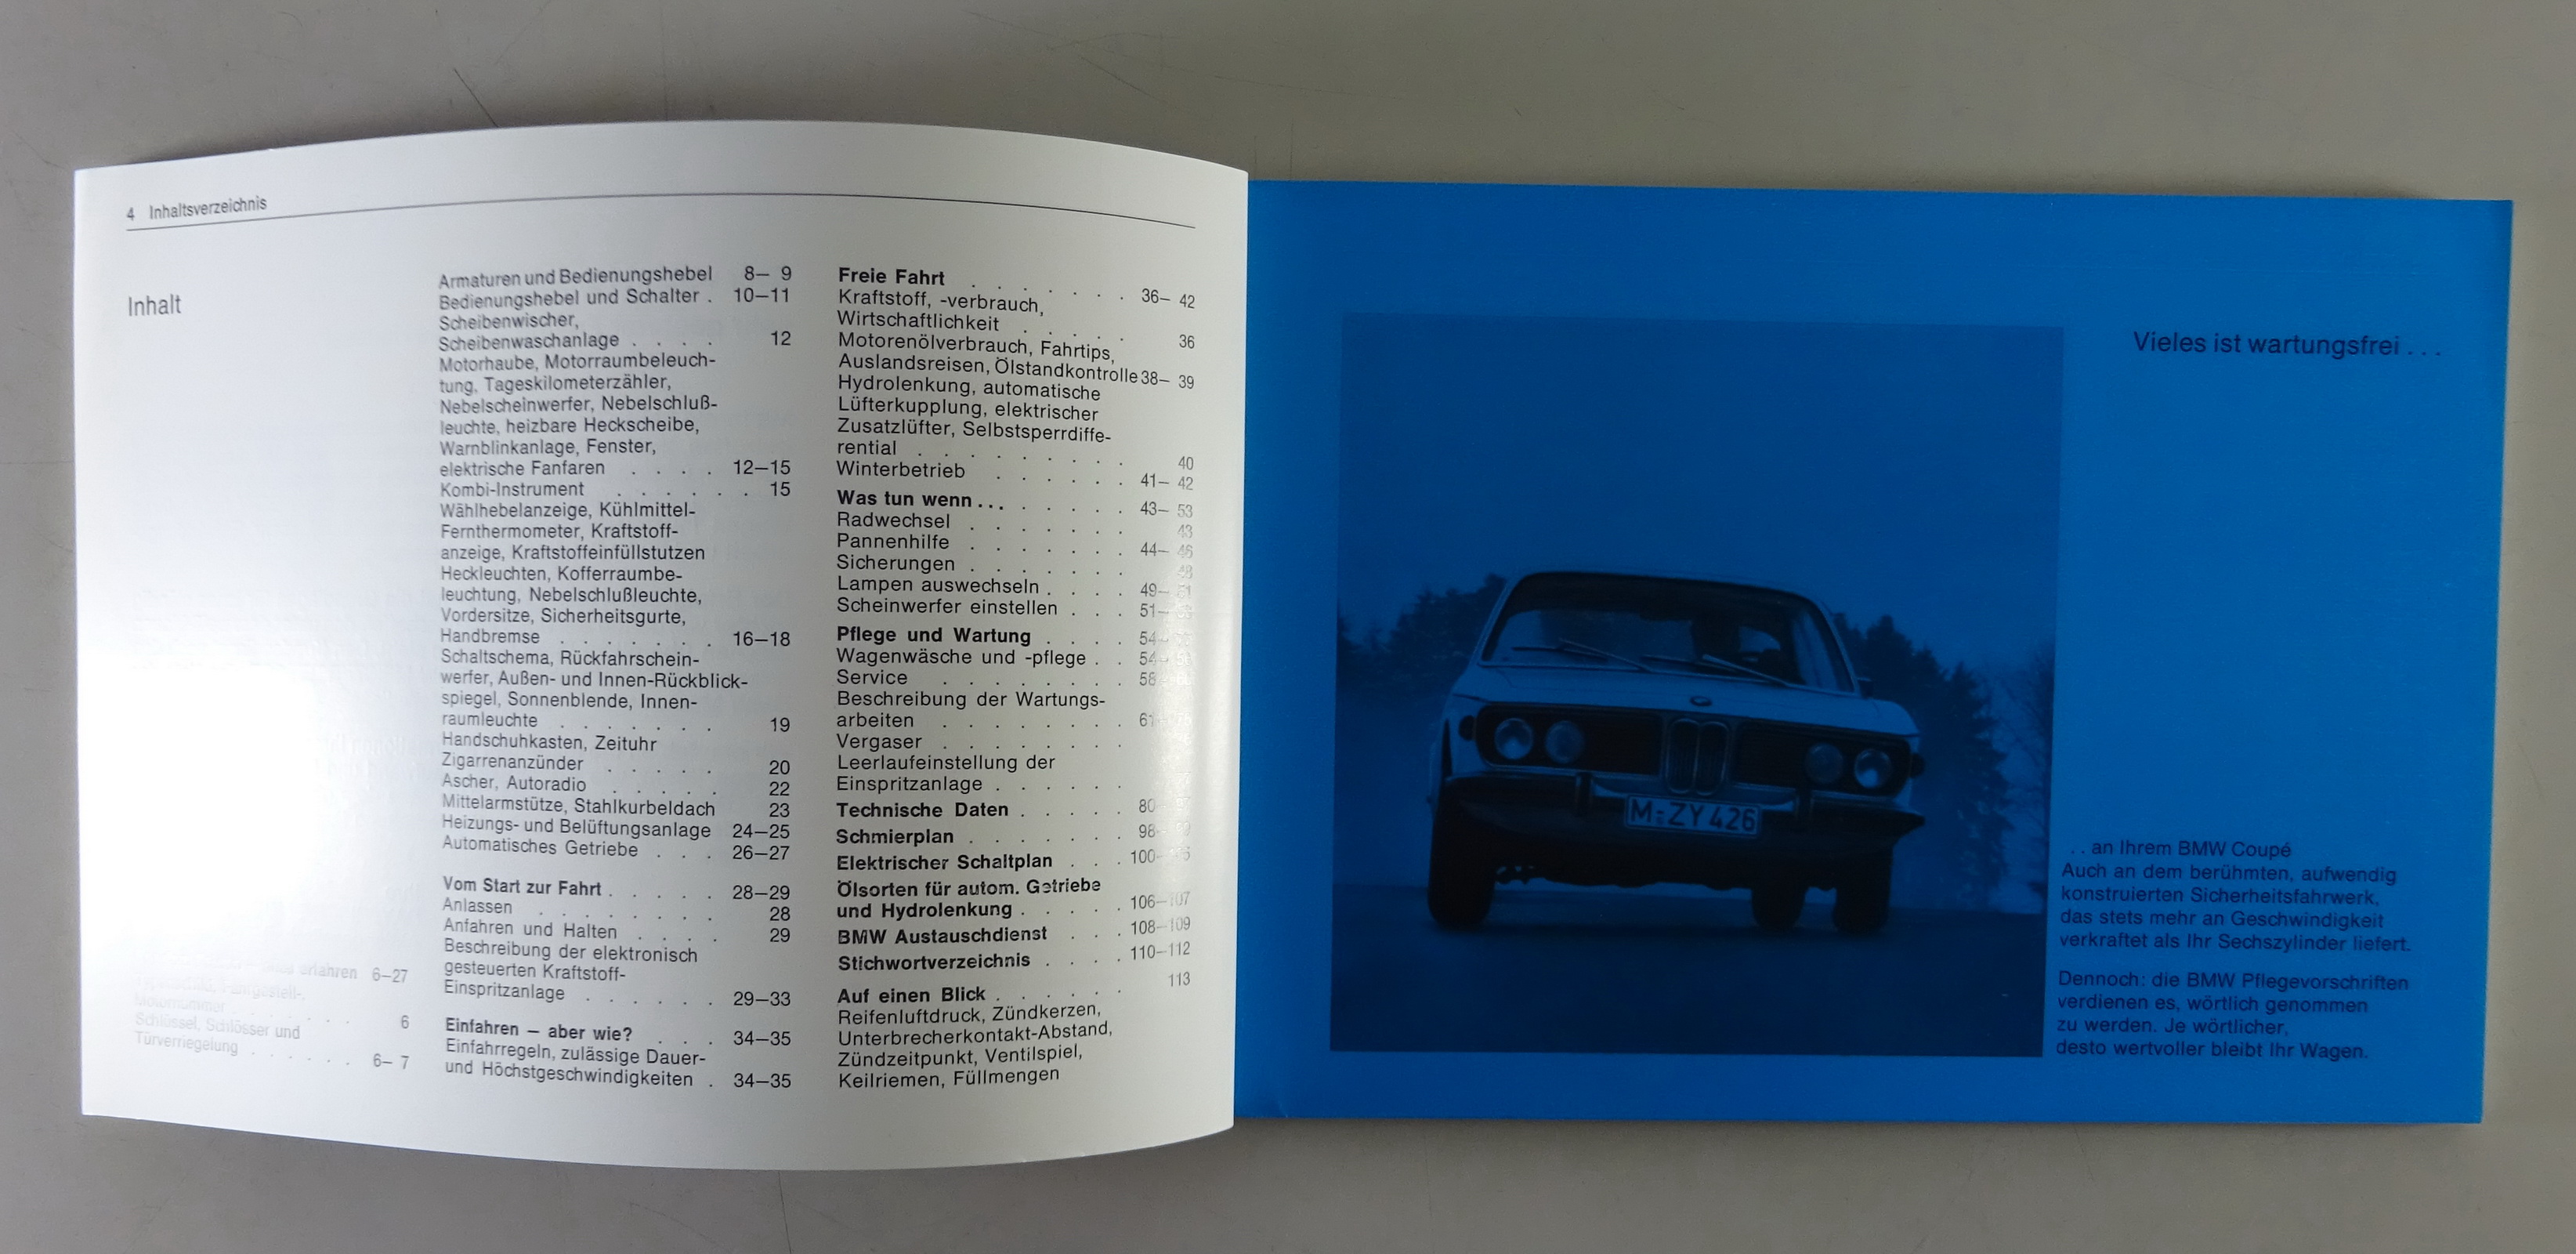 4 Inhaltsverzeichnis
Inhalt
erfahren 6–27
Motornummer . . . 6
Schlüssel, Schlösser und
Türverriegelung . . . . . . 6– 7
Armaturen und Bedienungshebel 8– 9
Bedienungshebel und Schalter . 10–11
Scheibenwischer,
Scheibenwaschanlage . . . . 12
Motorhaube, Motorraumbeleuch-
tung, Tageskilometerzähler,
Nebelscheinwerfer, Nebelschluß-
leuchte, heizbare Heckscheibe,
Warnblinkanlage, Fenster,
elektrische Fanfaren . . . . 12–15
Kombi-Instrument . . . . . . 15
Wählhebelanzeige, Kühlmittel-
Fernthermometer, Kraftstoff-
anzeige, Kraftstoffeinfüllstutzen
Heckleuchten, Kofferraumbe-
leuchtung, Nebelschlußleuchte,
Vordersitze, Sicherheitsgurte,
Handbremse . . . . . . . 16–18
Schaltschema, Rückfahrschein-
werfer, Außen- und Innen-Rückblick-
spiegel, Sonnenblende, Innen-
raumleuchte . . . . . . . 19
Handschuhkasten, Zeituhr
Zigarrenanzünder . . . . . 20
Ascher, Autoradio . . . . . 22
Mittelarmstütze, Stahlkurbeldach 23
Heizungs- und Belüftungsanlage 24–25
Automatisches Getriebe . . . 26–27
Vom Start zur Fahrt . . . . . 28–29
Anlassen . . . . . . . . 28
Anfahren und Halten . . . . 29
Beschreibung der elektronisch
gesteuerten Kraftstoff-
Einspritzanlage . . . . . . 29–33
Einfahren – aber wie? . . . 34–35
Einfahrregeln, zulässige Dauer-
und Höchstgeschwindigkeiten . 34–35
Freie Fahrt . . . . . . . 36– 42
Kraftstoff, -verbrauch,
Wirtschaftlichkeit . . . . . 36
Motorenölverbrauch, Fahrtips,
Auslandsreisen, Ölstandkontrolle 38– 39
Hydrolenkung, automatische
Lüfterkupplung, elektrischer
Zusatzlüfter, Selbstsperrdiffe-
rential . . . . . . . . . 40
Winterbetrieb . . . . . . 41– 42
Was tun wenn . . . . . . . . 43– 53
Radwechsel . . . . . . . 43
Pannenhilfe . . . . . . . 44– 46
Sicherungen . . . . . . . 48
Lampen auswechseln . . . . 49– 51
Scheinwerfer einstellen . . . 51–
Pflege und Wartung . . . . 54–
Wagenwäsche und -pflege . . 54–
Service . . . . . . . . 58
Beschreibung der Wartungs-
arbeiten . . . . . . . . 61
Vergaser . . . . . . . .
Leerlaufeinstellung der
Einspritzanlage . . . . . .
Technische Daten . . . . . 80
Schmierplan . . . . . . . 98–
Elektrischer Schaltplan . . . 100–
Ölsorten für autom. Getriebe
und Hydrolenkung . . . . . 106–107
BMW Austauschdienst . . . 108–109
Stichwortverzeichnis . . . . 110–112
Auf einen Blick . . . . . . 113
Reifenluftdruck, Zündkerzen,
Unterbrecherkontakt-Abstand,
Zündzeitpunkt, Ventilspiel,
Keilriemen, Füllmengen
Vieles ist wartungsfrei . . .
M-ZY 426
. . an Ihrem BMW Coupé
Auch an dem berühmten, aufwendig
konstruierten Sicherheitsfahrwerk,
das stets mehr an Geschwindigkeit
verkraftet als Ihr Sechszylinder liefert.
Dennoch: die BMW Pflegevorschriften
verdienen es, wörtlich genommen
zu werden. Je wörtlicher,
desto wertvoller bleibt Ihr Wagen.